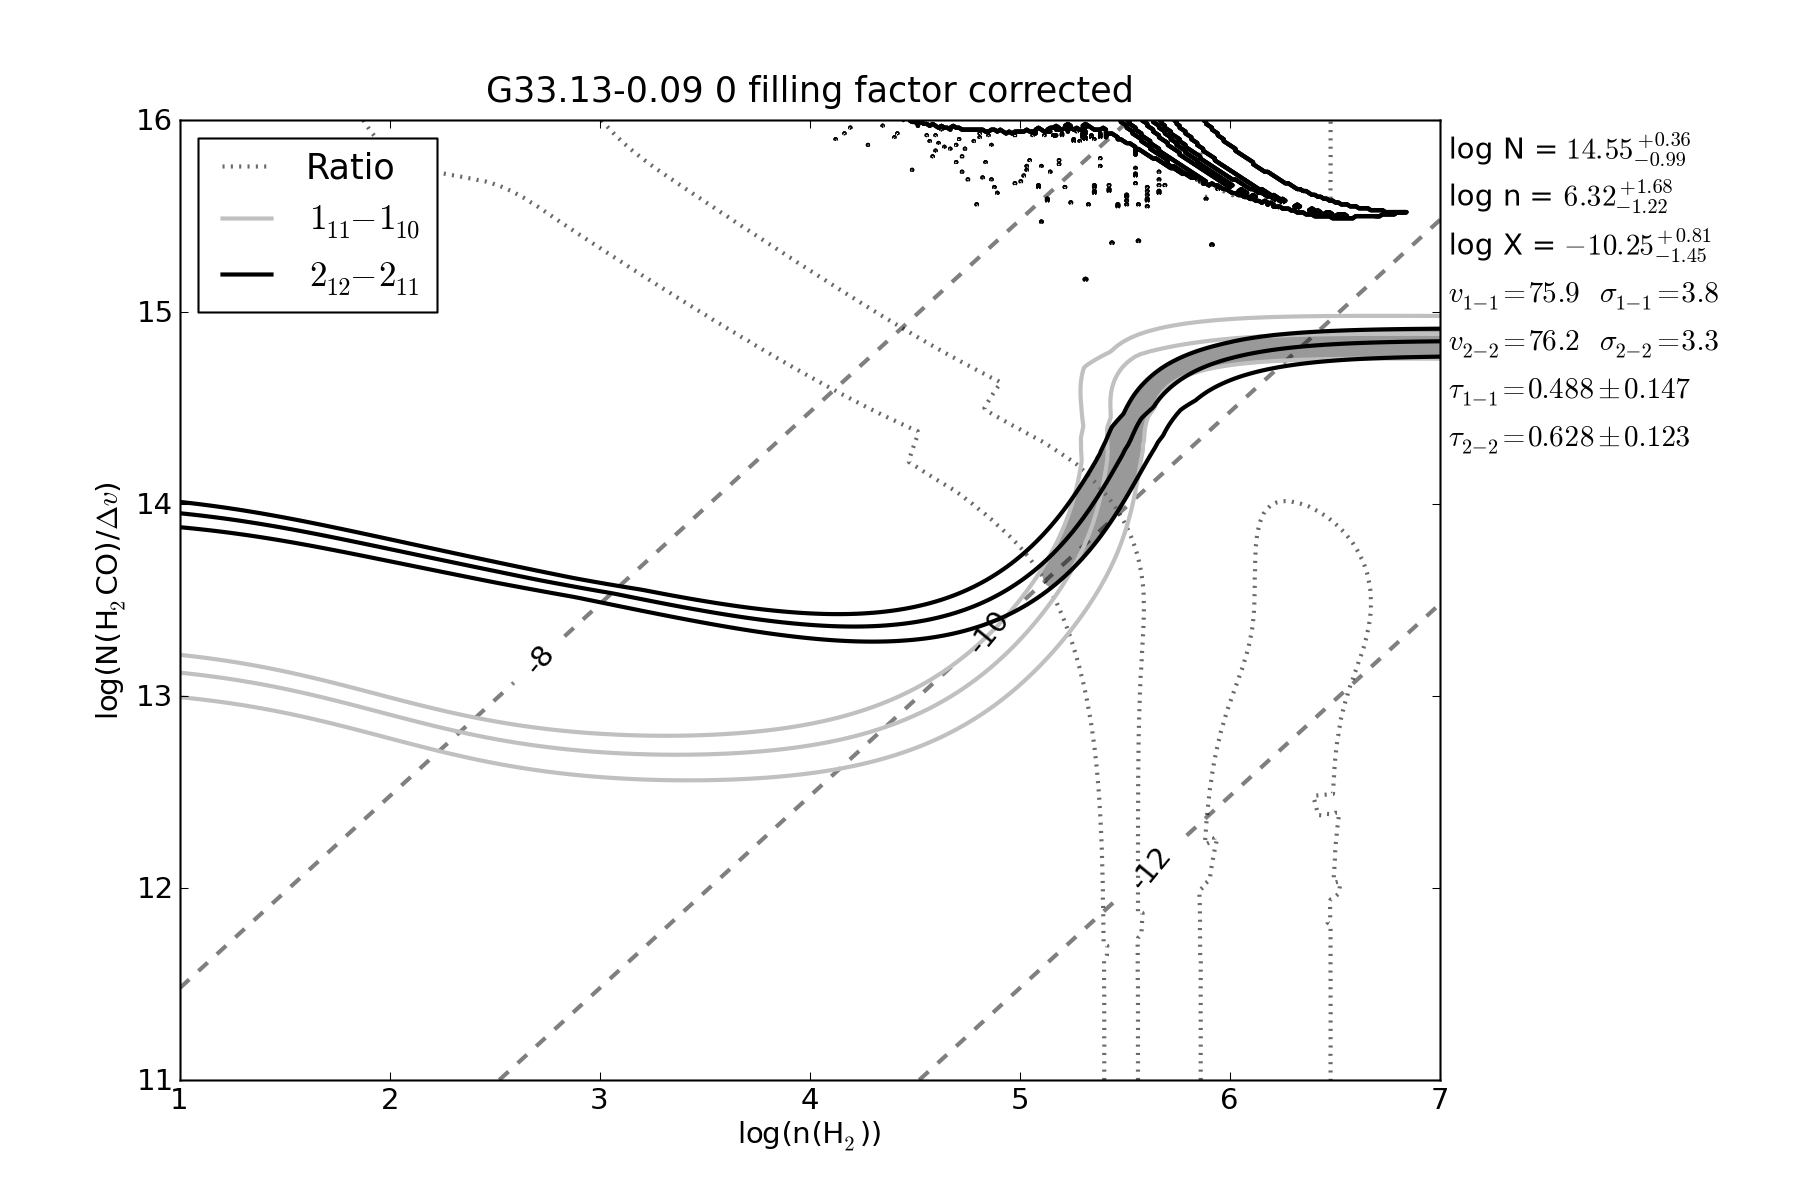 G33.13-0.09 0 filling factor corrected
16
15
14
13
12
11
1 2 3 4 5 6 7
log(N(H₂CO)/Δv)
log(n(H₂))
Ratio
1₁₁−1₁₀
2₁₂−2₁₁
-8
-10
-12
log N = 14.55 +0.36 −0.99
log n = 6.32 +1.68 −1.22
log X = −10.25 +0.81 −1.45
v₁₋₁=75.9 σ₁₋₁=3.8
v₂₋₂=76.2 σ₂₋₂=3.3
τ₁₋₁=0.488±0.147
τ₂₋₂=0.628±0.123